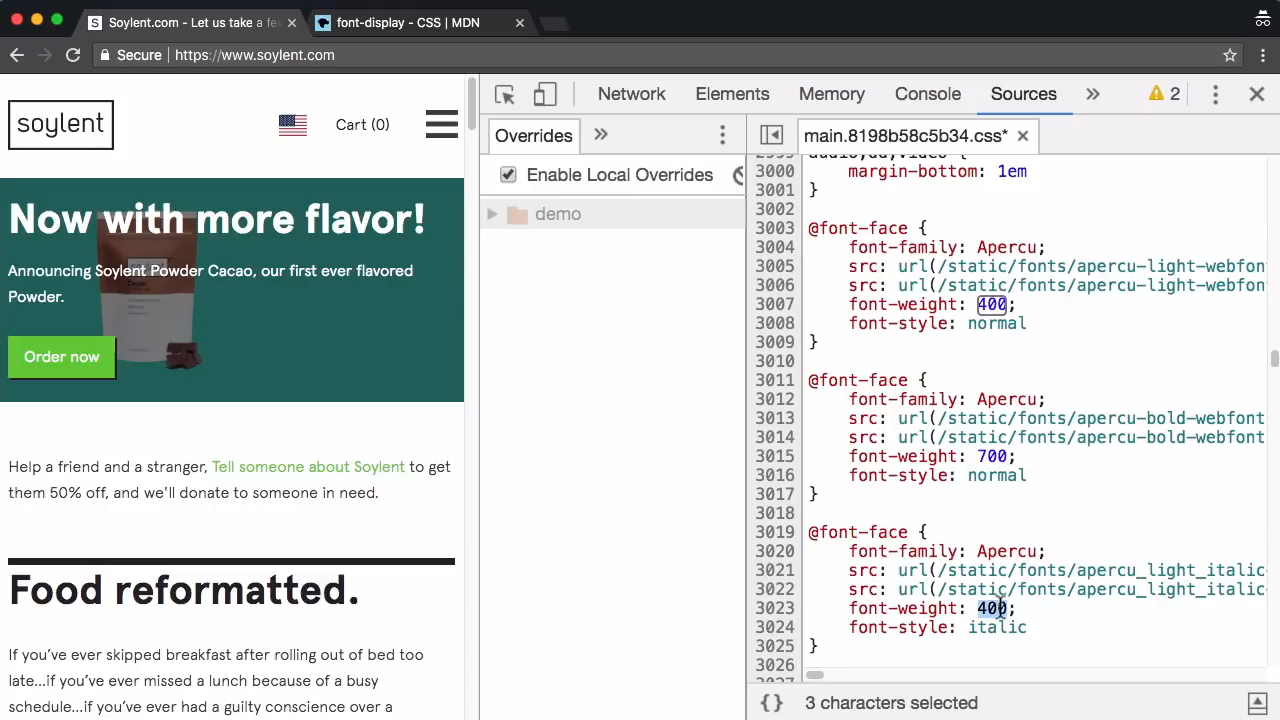 S Soylent.com - Let us take a few
font-display - CSS | MDN
Secure https://www.soylent.com
soylent
Cart (0)
Now with more flavor!
Announcing Soylent Powder Cacao, our first ever flavored
Powder.
Order now
Help a friend and a stranger, Tell someone about Soylent to get
them 50% off, and we'll donate to someone in need.
Food reformatted.
If you’ve ever skipped breakfast after rolling out of bed too
late...if you’ve ever missed a lunch because of a busy
schedule...if you’ve ever had a guilty conscience over a
Network Elements Memory Console Sources » 2
Overrides »
Enable Local Overrides
demo
main.8198b58c5b34.css*
3000 margin-bottom: 1em
3001 }
3002
3003 @font-face {
3004 font-family: Apercu;
3005 src: url(/static/fonts/apercu-light-webfon
3006 src: url(/static/fonts/apercu-light-webfon
3007 font-weight: 400;
3008 font-style: normal
3009 }
3010
3011 @font-face {
3012 font-family: Apercu;
3013 src: url(/static/fonts/apercu-bold-webfont
3014 src: url(/static/fonts/apercu-bold-webfont
3015 font-weight: 700;
3016 font-style: normal
3017 }
3018
3019 @font-face {
3020 font-family: Apercu;
3021 src: url(/static/fonts/apercu_light_italic
3022 src: url(/static/fonts/apercu_light_italic
3023 font-weight: 400;
3024 font-style: italic
3025 }
3026
{} 3 characters selected